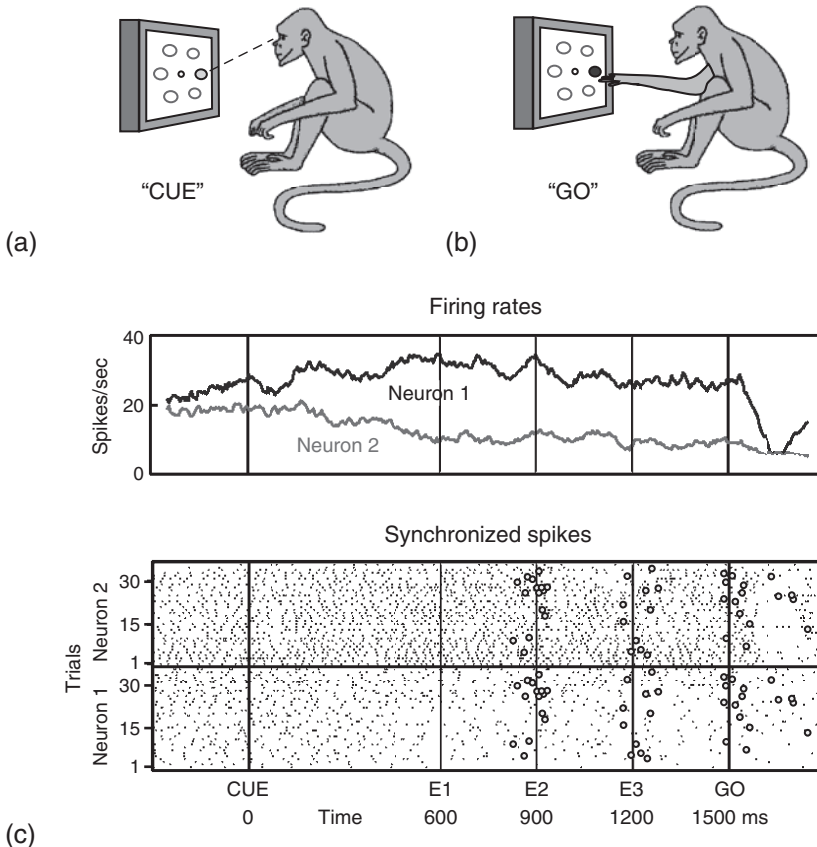 “CUE”
“GO”
(a)
(b)
Firing rates
Spikes/sec
40
20
0
Neuron 1
Neuron 2
Synchronized spikes
Trials
Neuron 2
30
15
1
Neuron 1
30
15
1
CUE E1 E2 E3 GO
0 Time 600 900 1200 1500 ms
(c)